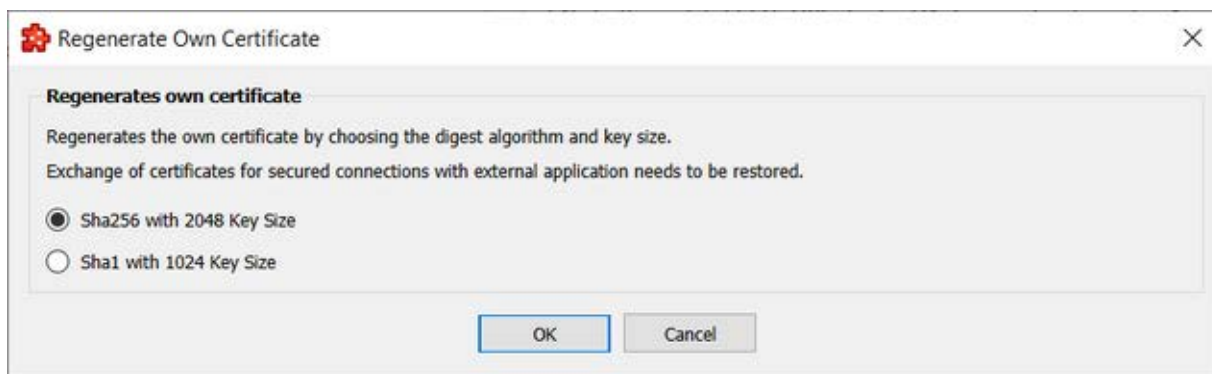 Regenerate Own Certificate
Regenerates own certificate
Regenerates the own certificate by choosing the digest algorithm and key size.
Exchange of certificates for secured connections with external application needs to be restored.
Sha256 with 2048 Key Size
Sha1 with 1024 Key Size
OK Cancel